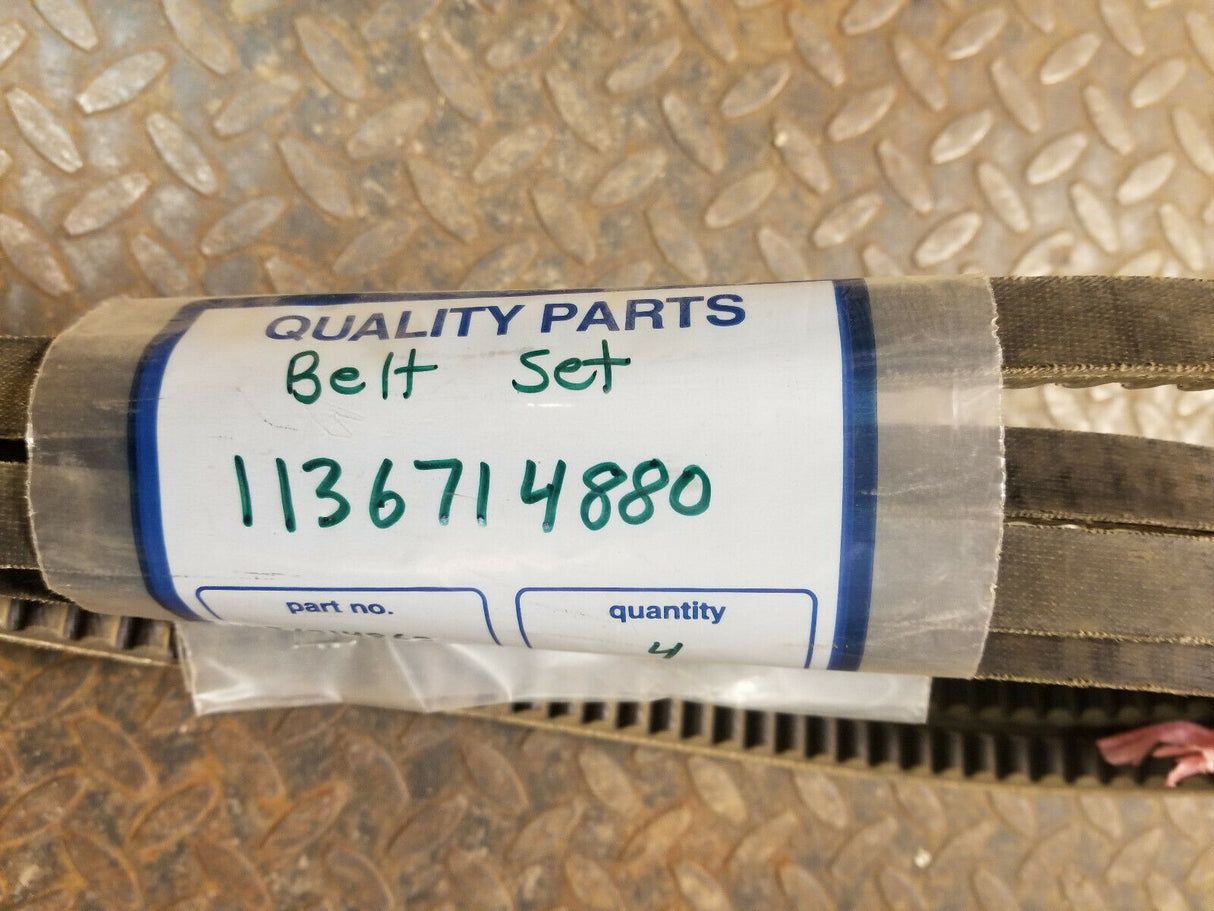 QUALITY PARTS
Belt Set
1136714880
part no. quantity
4